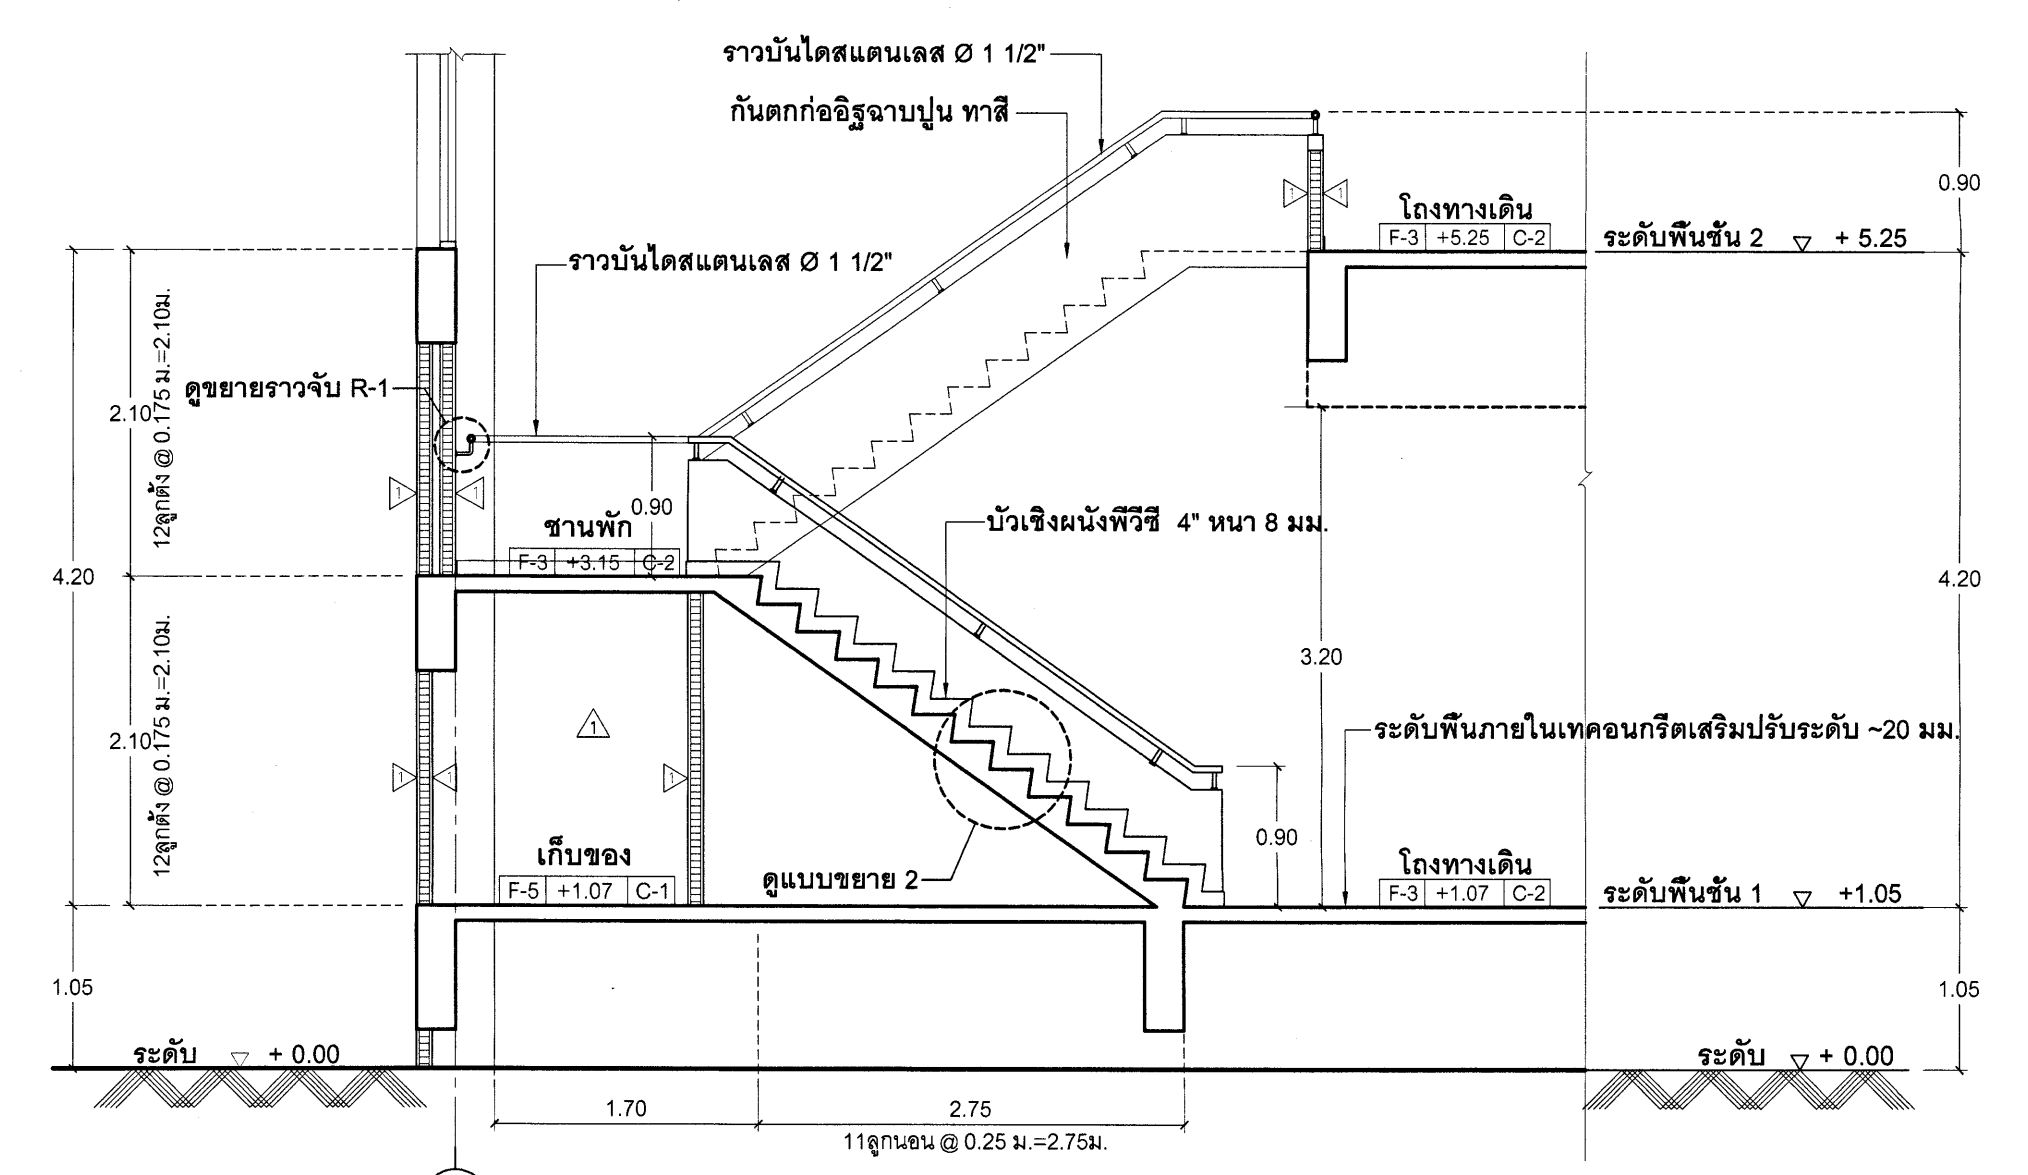 ราวบันไดสแตนเลส Ø 1 1/2"
กันตกก่ออิฐฉาบปูน ทาสี
0.90
โถงทางเดิน
F-3 +5.25 C-2
ระดับพื้นชั้น 2 + 5.25
ราวบันไดสแตนเลส Ø 1 1/2"
ดูขยายราวจับ R-1
2.10
12ลูกตั้ง @ 0.175 ม.=2.10ม.
1
1
1
1
0.90
ชานพัก
F-3 +3.15 C-2
บัวเชิงผนังพีวีซี 4" หนา 8 มม.
4.20
4.20
3.20
2.10
12ลูกตั้ง @ 0.175 ม.=2.10ม.
1
ระดับพื้นภายในเทคอนกรีตเสริมปรับระดับ ~20 มม.
1
1
1
0.90
เก็บของ
F-5 +1.07 C-1
ดูแบบขยาย 2
โถงทางเดิน
F-3 +1.07 C-2
ระดับพื้นชั้น 1 +1.05
1.05
1.05
ระดับ + 0.00
ระดับ + 0.00
1.70
2.75
11ลูกนอน @ 0.25 ม.=2.75ม.